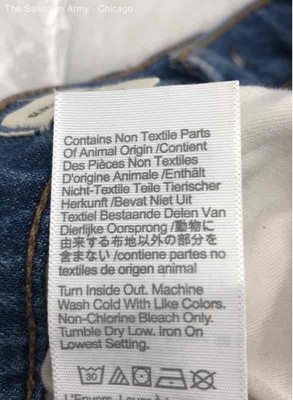 The Salvation Army - Chicago
Contains Non Textile Parts
Of Animal Origin /Contient
Des Pièces Non Textiles
D'origine Animale /Enthält
Nicht-Textile Teile Tierischer
Herkunft /Bevat Niet Uit
Textiel Bestaande Delen Van
Dierlijke Oorsprong /動物に
由来する布地以外の部分を
含まない /contiene partes no
textiles de origen animal
Turn Inside Out. Machine
Wash Cold With Like Colors.
Non-Chlorine Bleach Only.
Tumble Dry Low. Iron On
Lowest Setting.
30